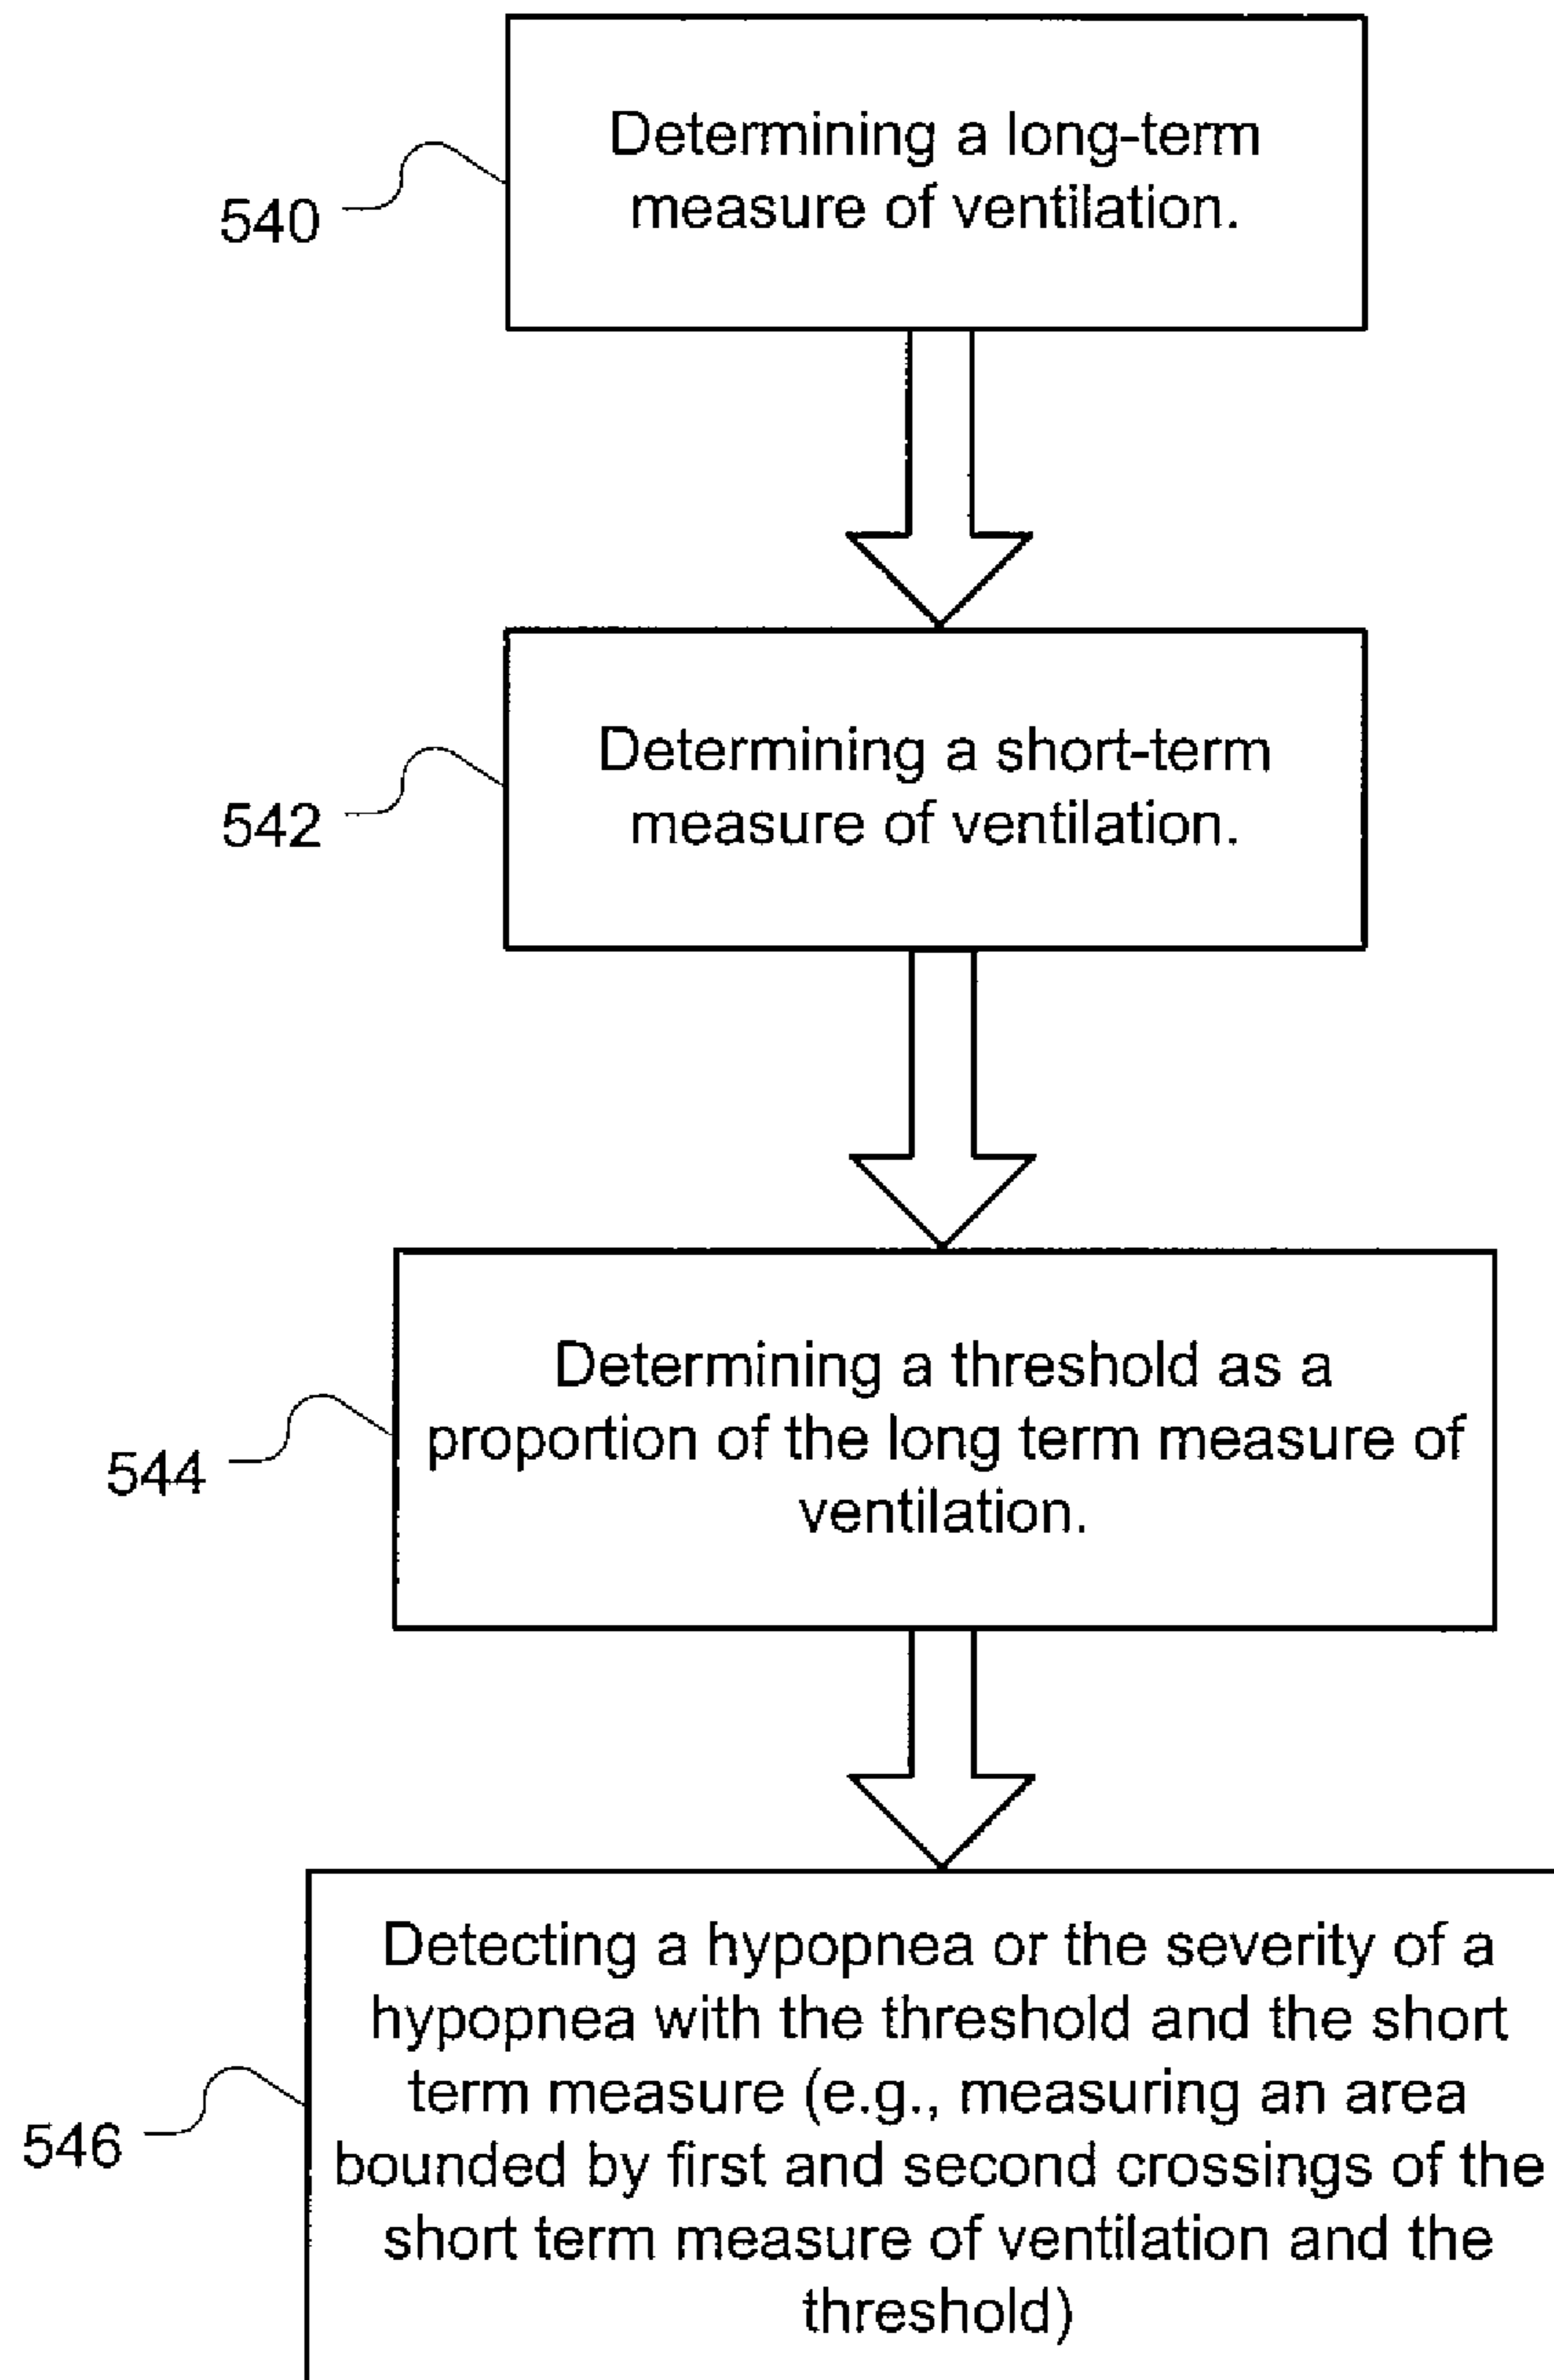 Determining a long-term
measure of ventilation.
540
Determining a short-term
measure of ventilation.
542
Determining a threshold as a
proportion of the long term measure of
ventilation.
544
Detecting a hypopnea or the severity of a
hypopnea with the threshold and the short
term measure (e.g., measuring an area
bounded by first and second crossings of the
short term measure of ventilation and the
threshold)
546